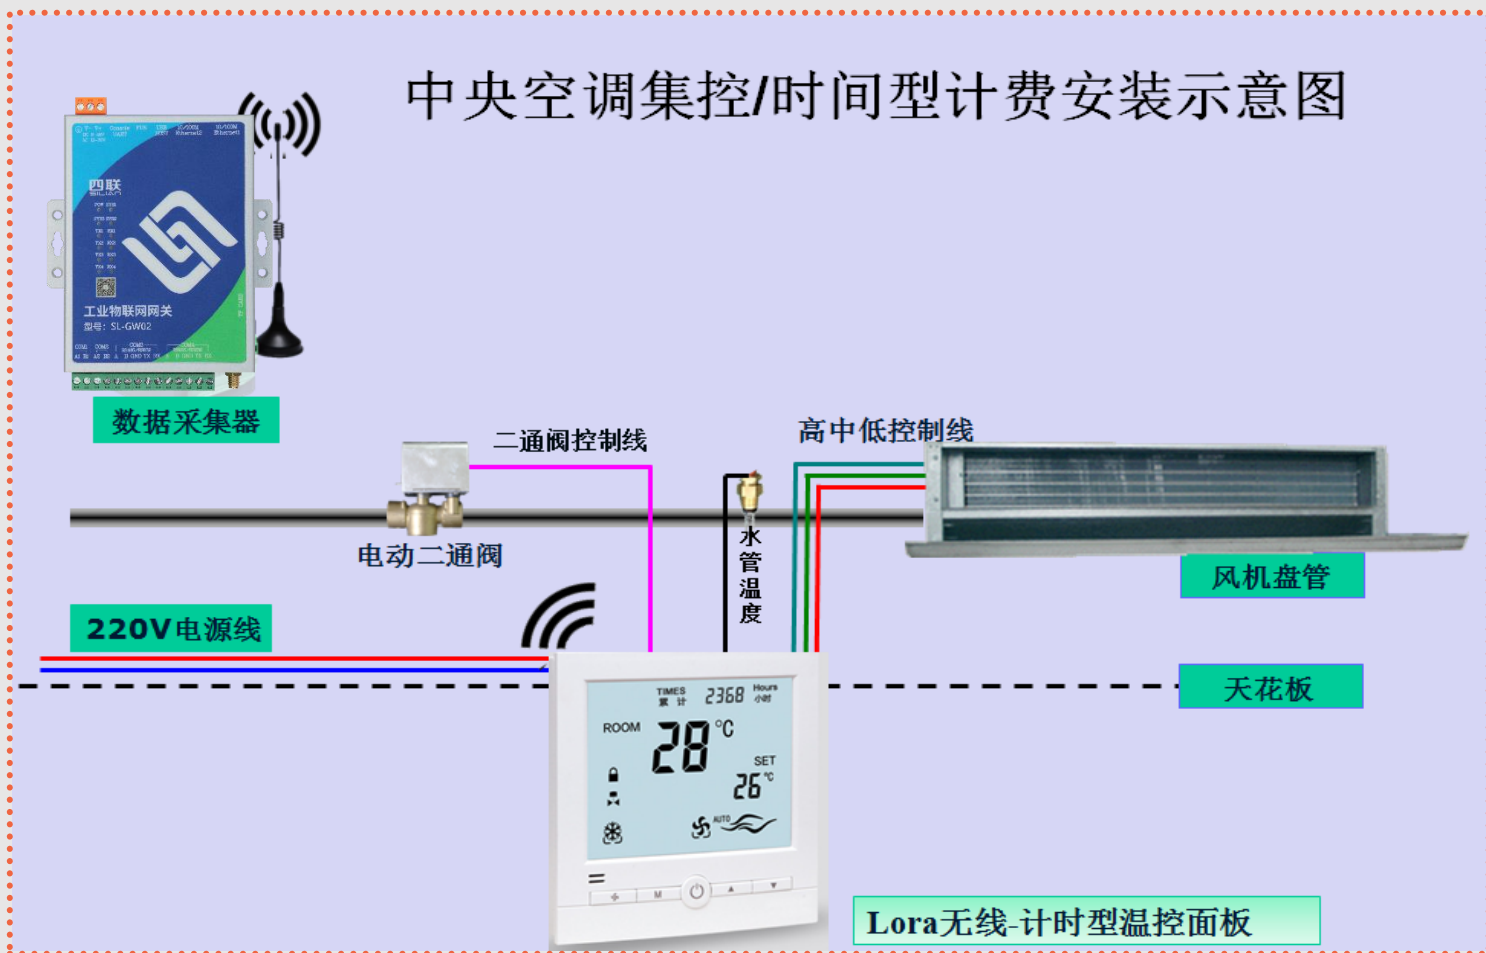 中央空调集控/时间型计费安装示意图
四联
SILIAN
工业物联网网关
型号：SL-GW02
数据采集器
二通阀控制线
高中低控制线
电动二通阀
水管温度
风机盘管
220V电源线
天花板
TIMES 2368 Hours
累计 小时
ROOM 28 °C
SET
26 °C
AUTO
M
Lora无线-计时型温控面板